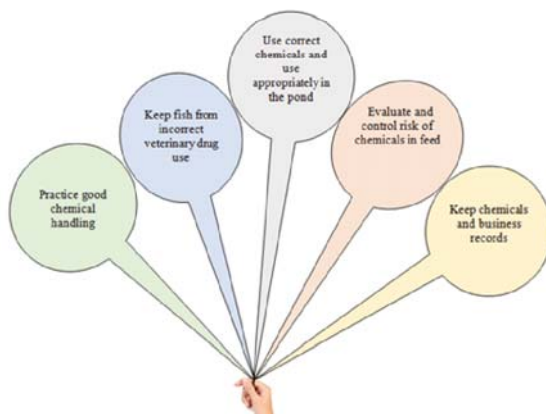 Practice good
chemical
handling
Keep fish from
incorrect
veterinary drug
use
Use correct
chemicals and
use
appropriately in
the pond
Evaluate and
control risk of
chemicals in feed
Keep chemicals
and business
records